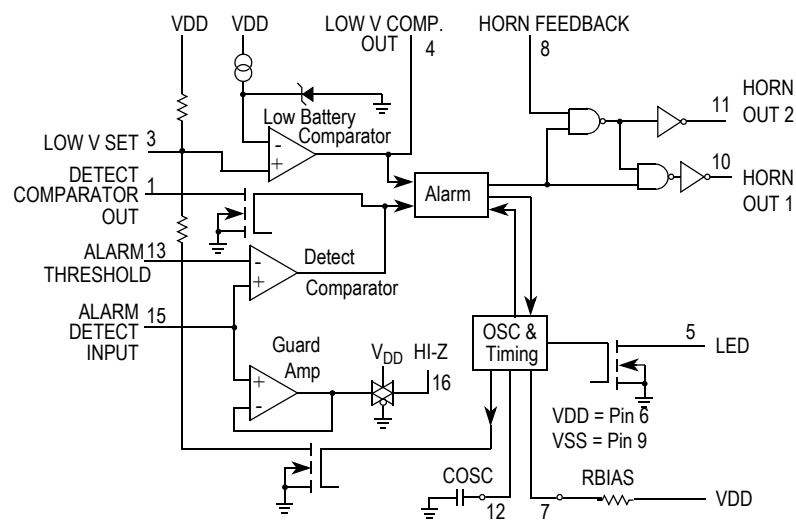 VDD
VDD
LOW V COMP.
OUT
4
HORN FEEDBACK
8
HORN
OUT 2
11
Low Battery
Comparator
-
+
LOW V SET
3
DETECT
COMPARATOR
OUT
1
Alarm
10
HORN
OUT 1
ALARM
THRESHOLD
13
-
+
Detect
Comparator
ALARM
DETECT
INPUT
15
OSC &
Timing
5
LED
Guard
Amp
+
-
VDD
HI-Z
16
VDD = Pin 6
VSS = Pin 9
COSC
12
7
RBIAS
VDD